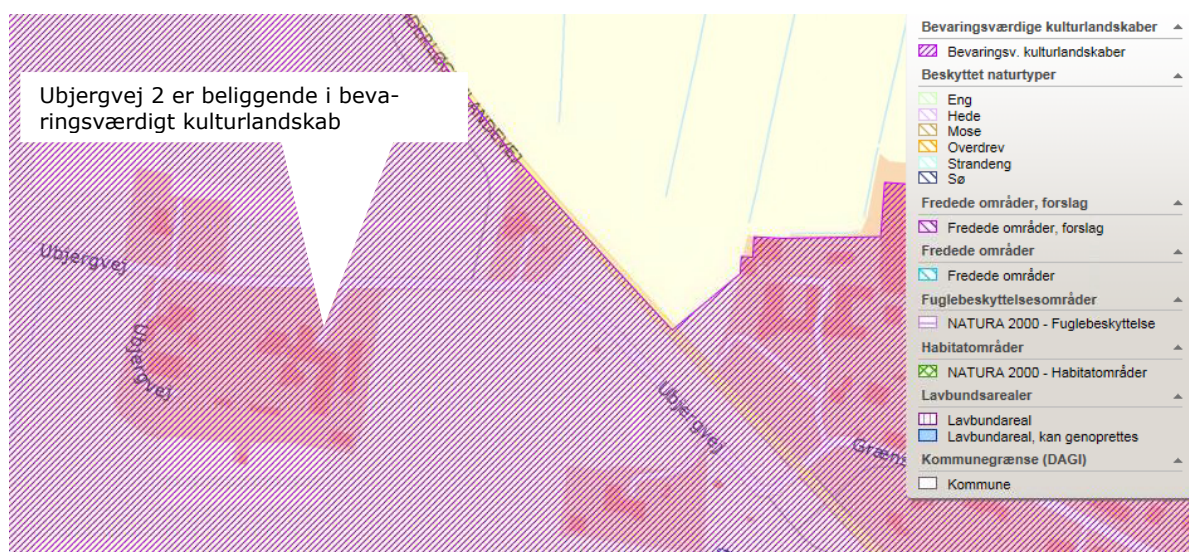 Ubjergvej 2 er beliggende i beva-
ringsværdigt kulturlandskab
Ubjergvej
Ubjergvej
Ubjergvej
Græns
Bevaringsværdige kulturlandskaber
Bevaringsv. kulturlandskaber
Beskyttet naturtyper
Eng
Hede
Mose
Overdrev
Strandeng
Sø
Fredede områder, forslag
Fredede områder, forslag
Fredede områder
Fredede områder
Fuglebeskyttelsesområder
NATURA 2000 - Fuglebeskyttelse
Habitatområder
NATURA 2000 - Habitatområder
Lavbundsarealer
Lavbundareal
Lavbundareal, kan genoprettes
Kommunegrænse (DAGI)
Kommune